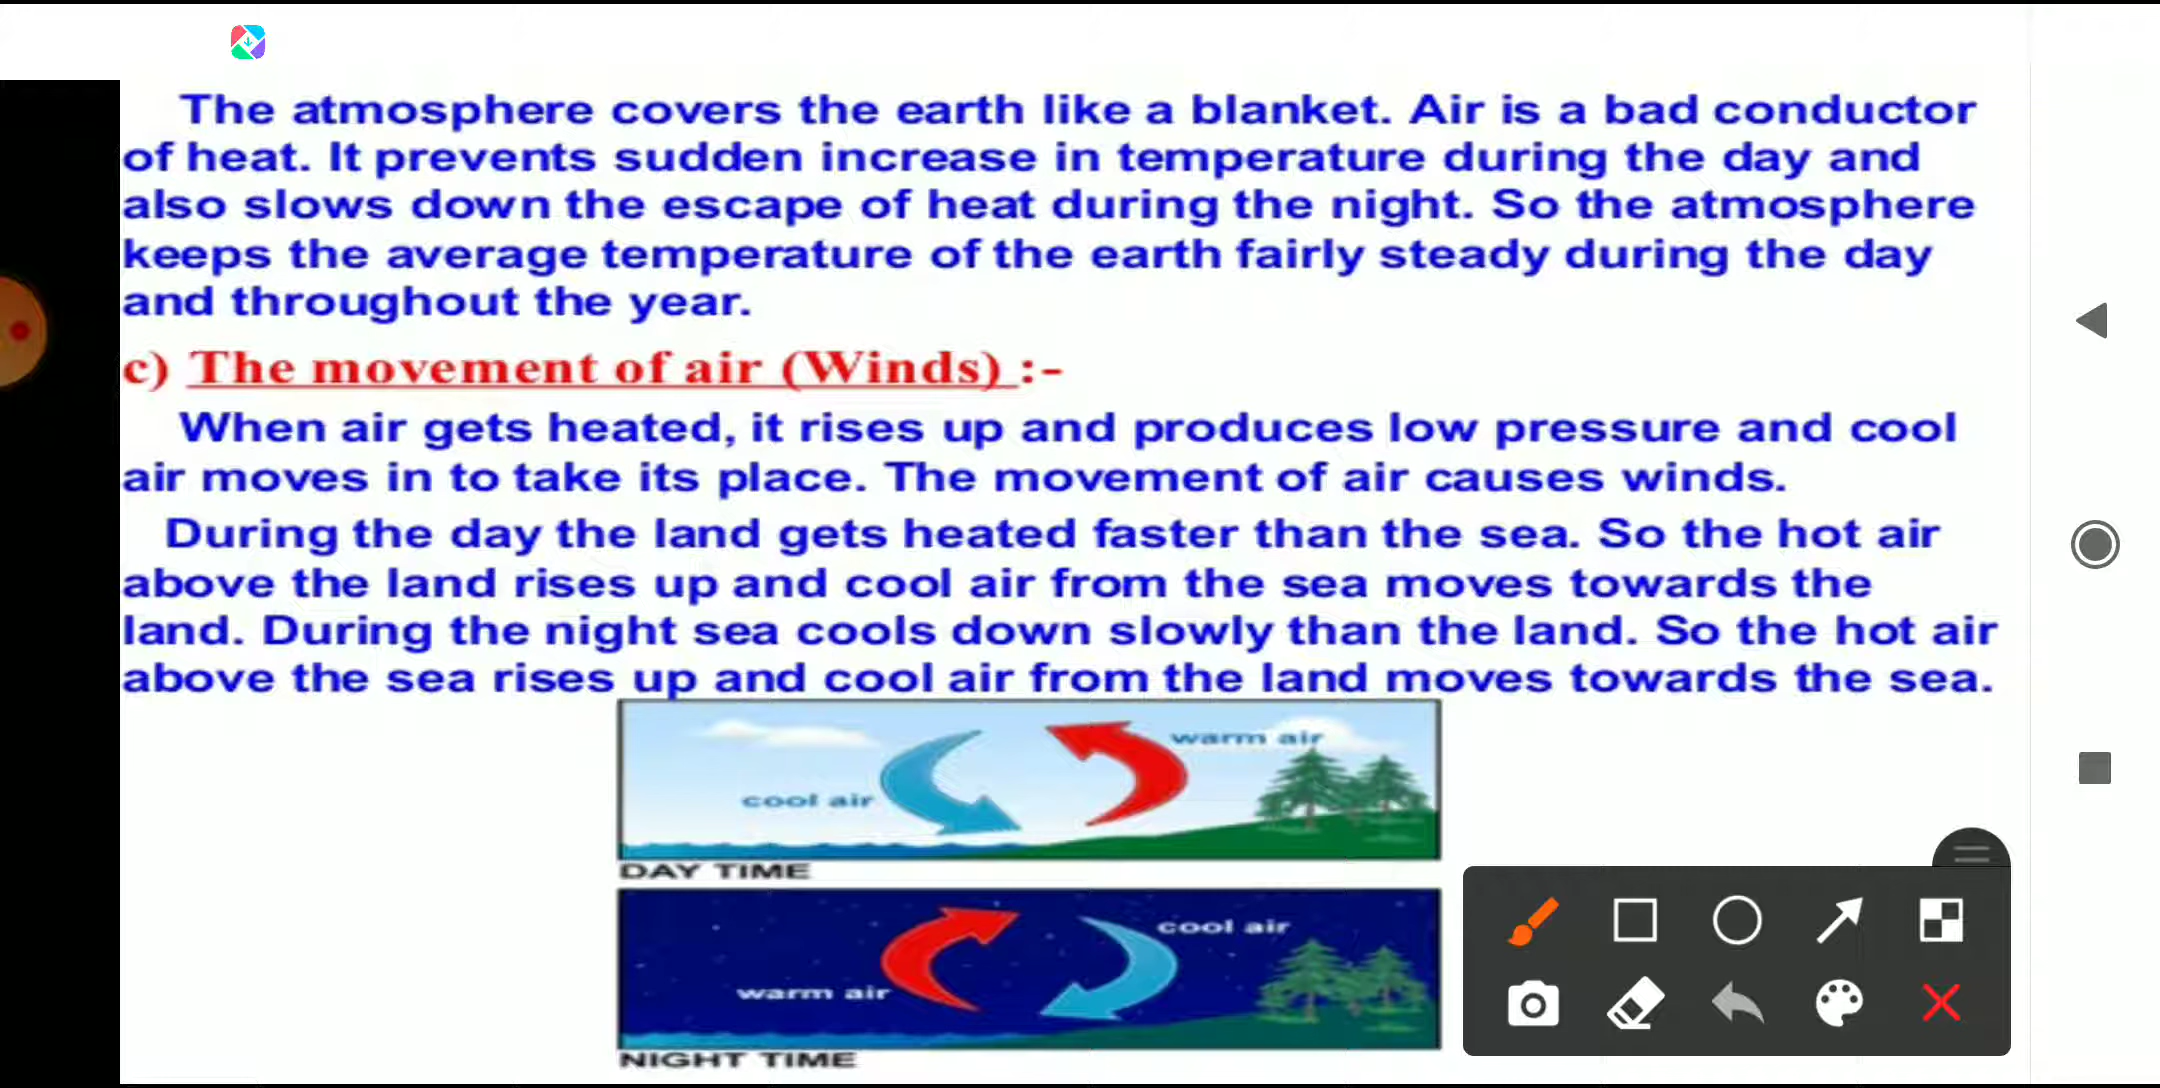 The atmosphere covers the earth like a blanket. Air is a bad conductor
of heat. It prevents sudden increase in temperature during the day and
also slows down the escape of heat during the night. So the atmosphere
keeps the average temperature of the earth fairly steady during the day
and throughout the year.
c) The movement of air (Winds) :-
When air gets heated, it rises up and produces low pressure and cool
air moves in to take its place. The movement of air causes winds.
During the day the land gets heated faster than the sea. So the hot air
above the land rises up and cool air from the sea moves towards the
land. During the night sea cools down slowly than the land. So the hot air
above the sea rises up and cool air from the land moves towards the sea.
warm air
cool air
DAY TIME
cool air
warm air
NIGHT TIME